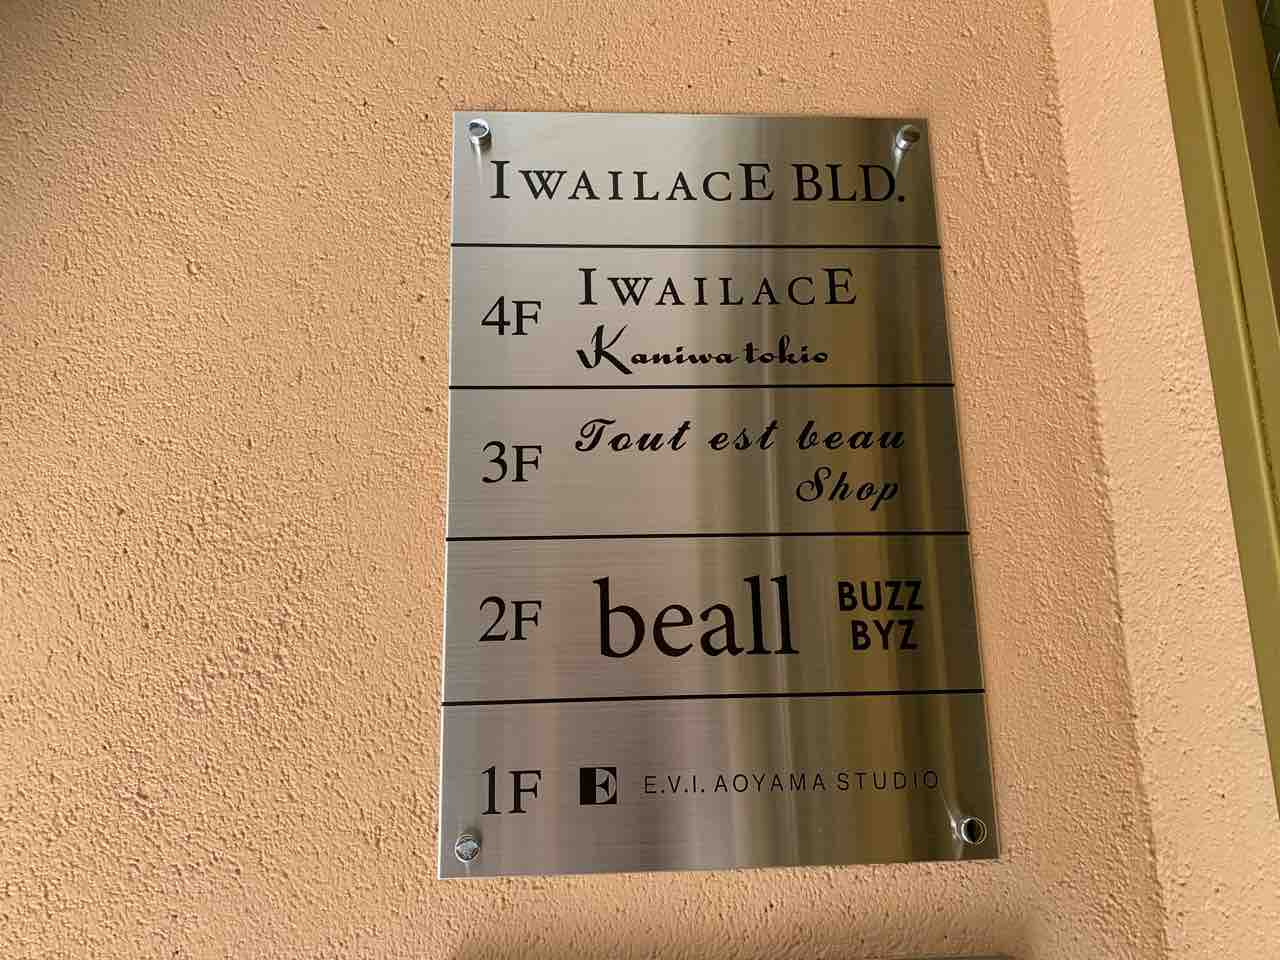 IWAILACE BLD.
4F
IWAILACE
Kaniwa tokio
3F
Tout est beau
Shop
2F
beall
BUZZ
BYZ
1F
E
E.V.I. AOYAMA STUDIO